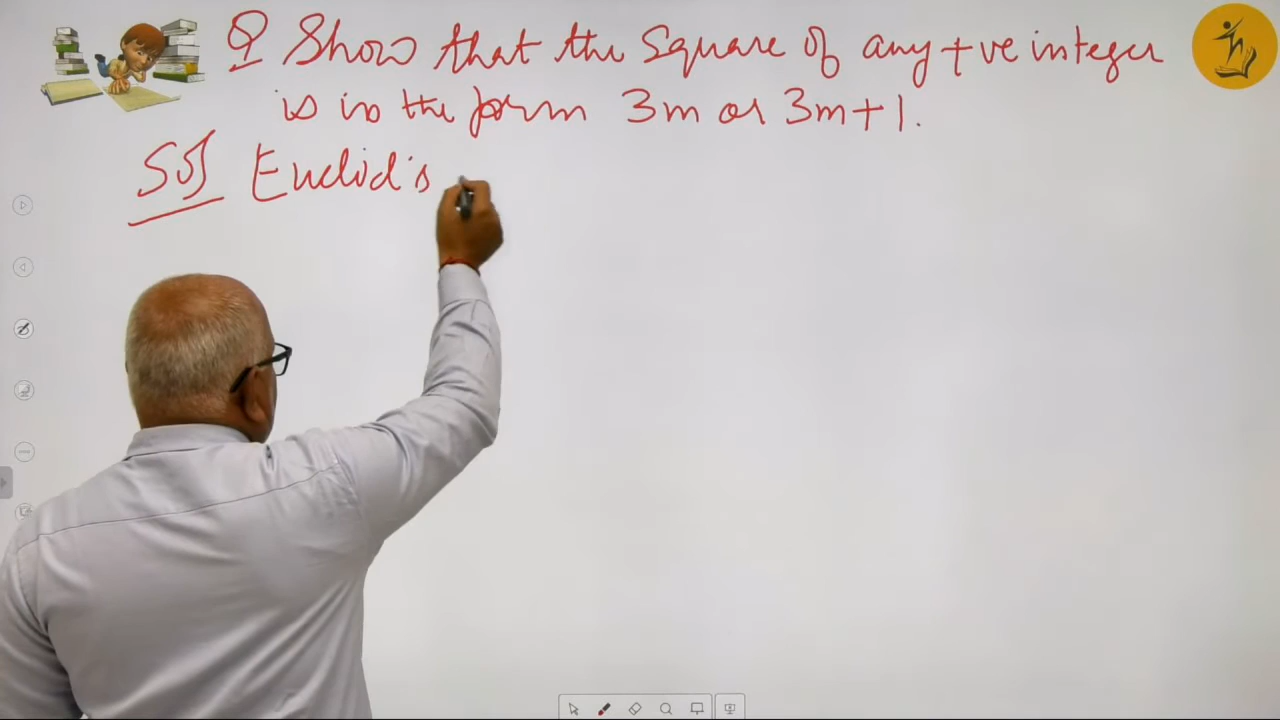 Q Show that the square of any +ve integer
is in the form 3m or 3m+1.
Sol Euclid's